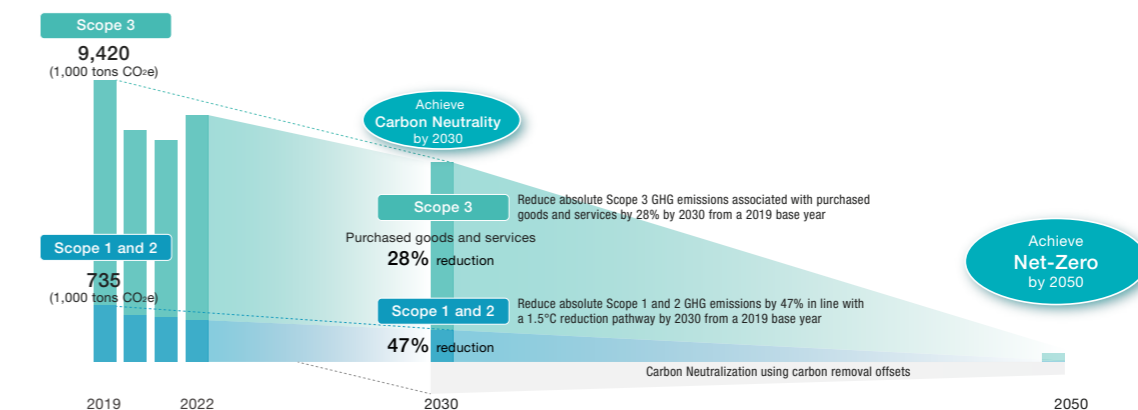 Scope 3
9,420
(1,000 tons CO2e)
Achieve
Carbon Neutrality
by 2030
Scope 3
Reduce absolute Scope 3 GHG emissions associated with purchased
goods and services by 28% by 2030 from a 2019 base year
Purchased goods and services
28% reduction
Scope 1 and 2
735
(1,000 tons CO2e)
Achieve
Net-Zero
by 2050
Scope 1 and 2
Reduce absolute Scope 1 and 2 GHG emissions by 47% in line with
a 1.5°C reduction pathway by 2030 from a 2019 base year
47% reduction
Carbon Neutralization using carbon removal offsets
2019 2022 2030 2050